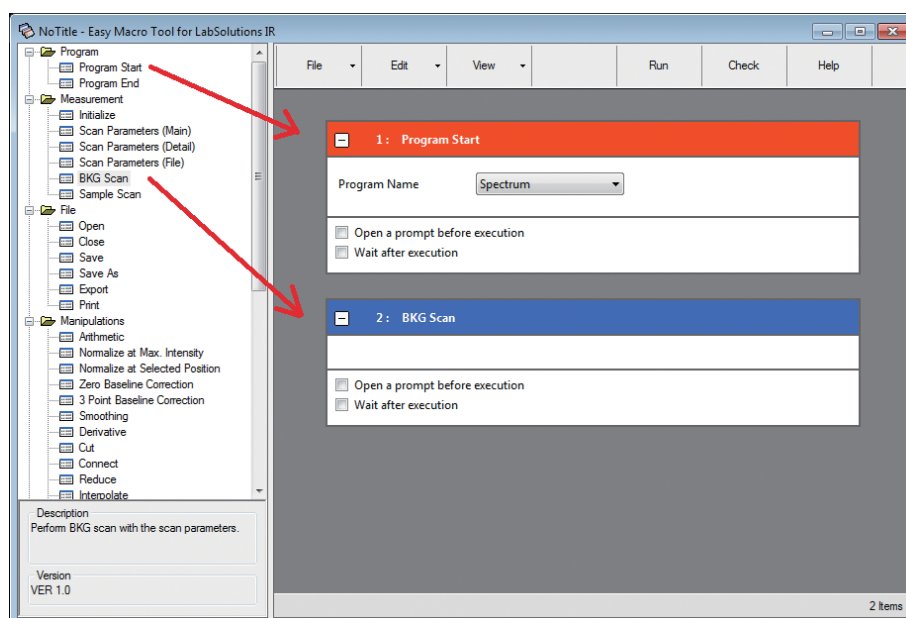 NoTitle - Easy Macro Tool for LabSolutions IR
Program
Program Start
Program End
Measurement
Initialize
Scan Parameters (Main)
Scan Parameters (Detail)
Scan Parameters (File)
BKG Scan
Sample Scan
File
Open
Close
Save
Save As
Export
Print
Manipulations
Arithmetic
Normalize at Max. Intensity
Normalize at Selected Position
Zero Baseline Correction
3 Point Baseline Correction
Smoothing
Derivative
Cut
Connect
Reduce
Interpolate
Description
Perform BKG scan with the scan parameters.
Version
VER 1.0
File Edit View Run Check Help
1: Program Start
Program Name Spectrum
Open a prompt before execution
Wait after execution
2: BKG Scan
Open a prompt before execution
Wait after execution
2 Items